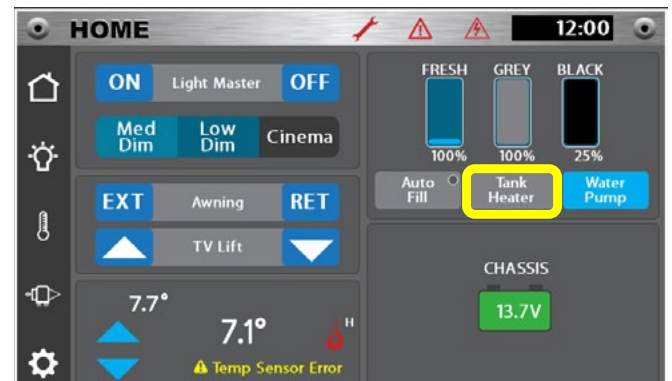 HOME
12:00
ON Light Master OFF
Med Dim
Low Dim
Cinema
EXT Awning RET
TV Lift
7.7°
7.1°
H
Temp Sensor Error
FRESH GREY BLACK
100% 100% 25%
Auto Fill
Tank Heater
Water Pump
CHASSIS
13.7V